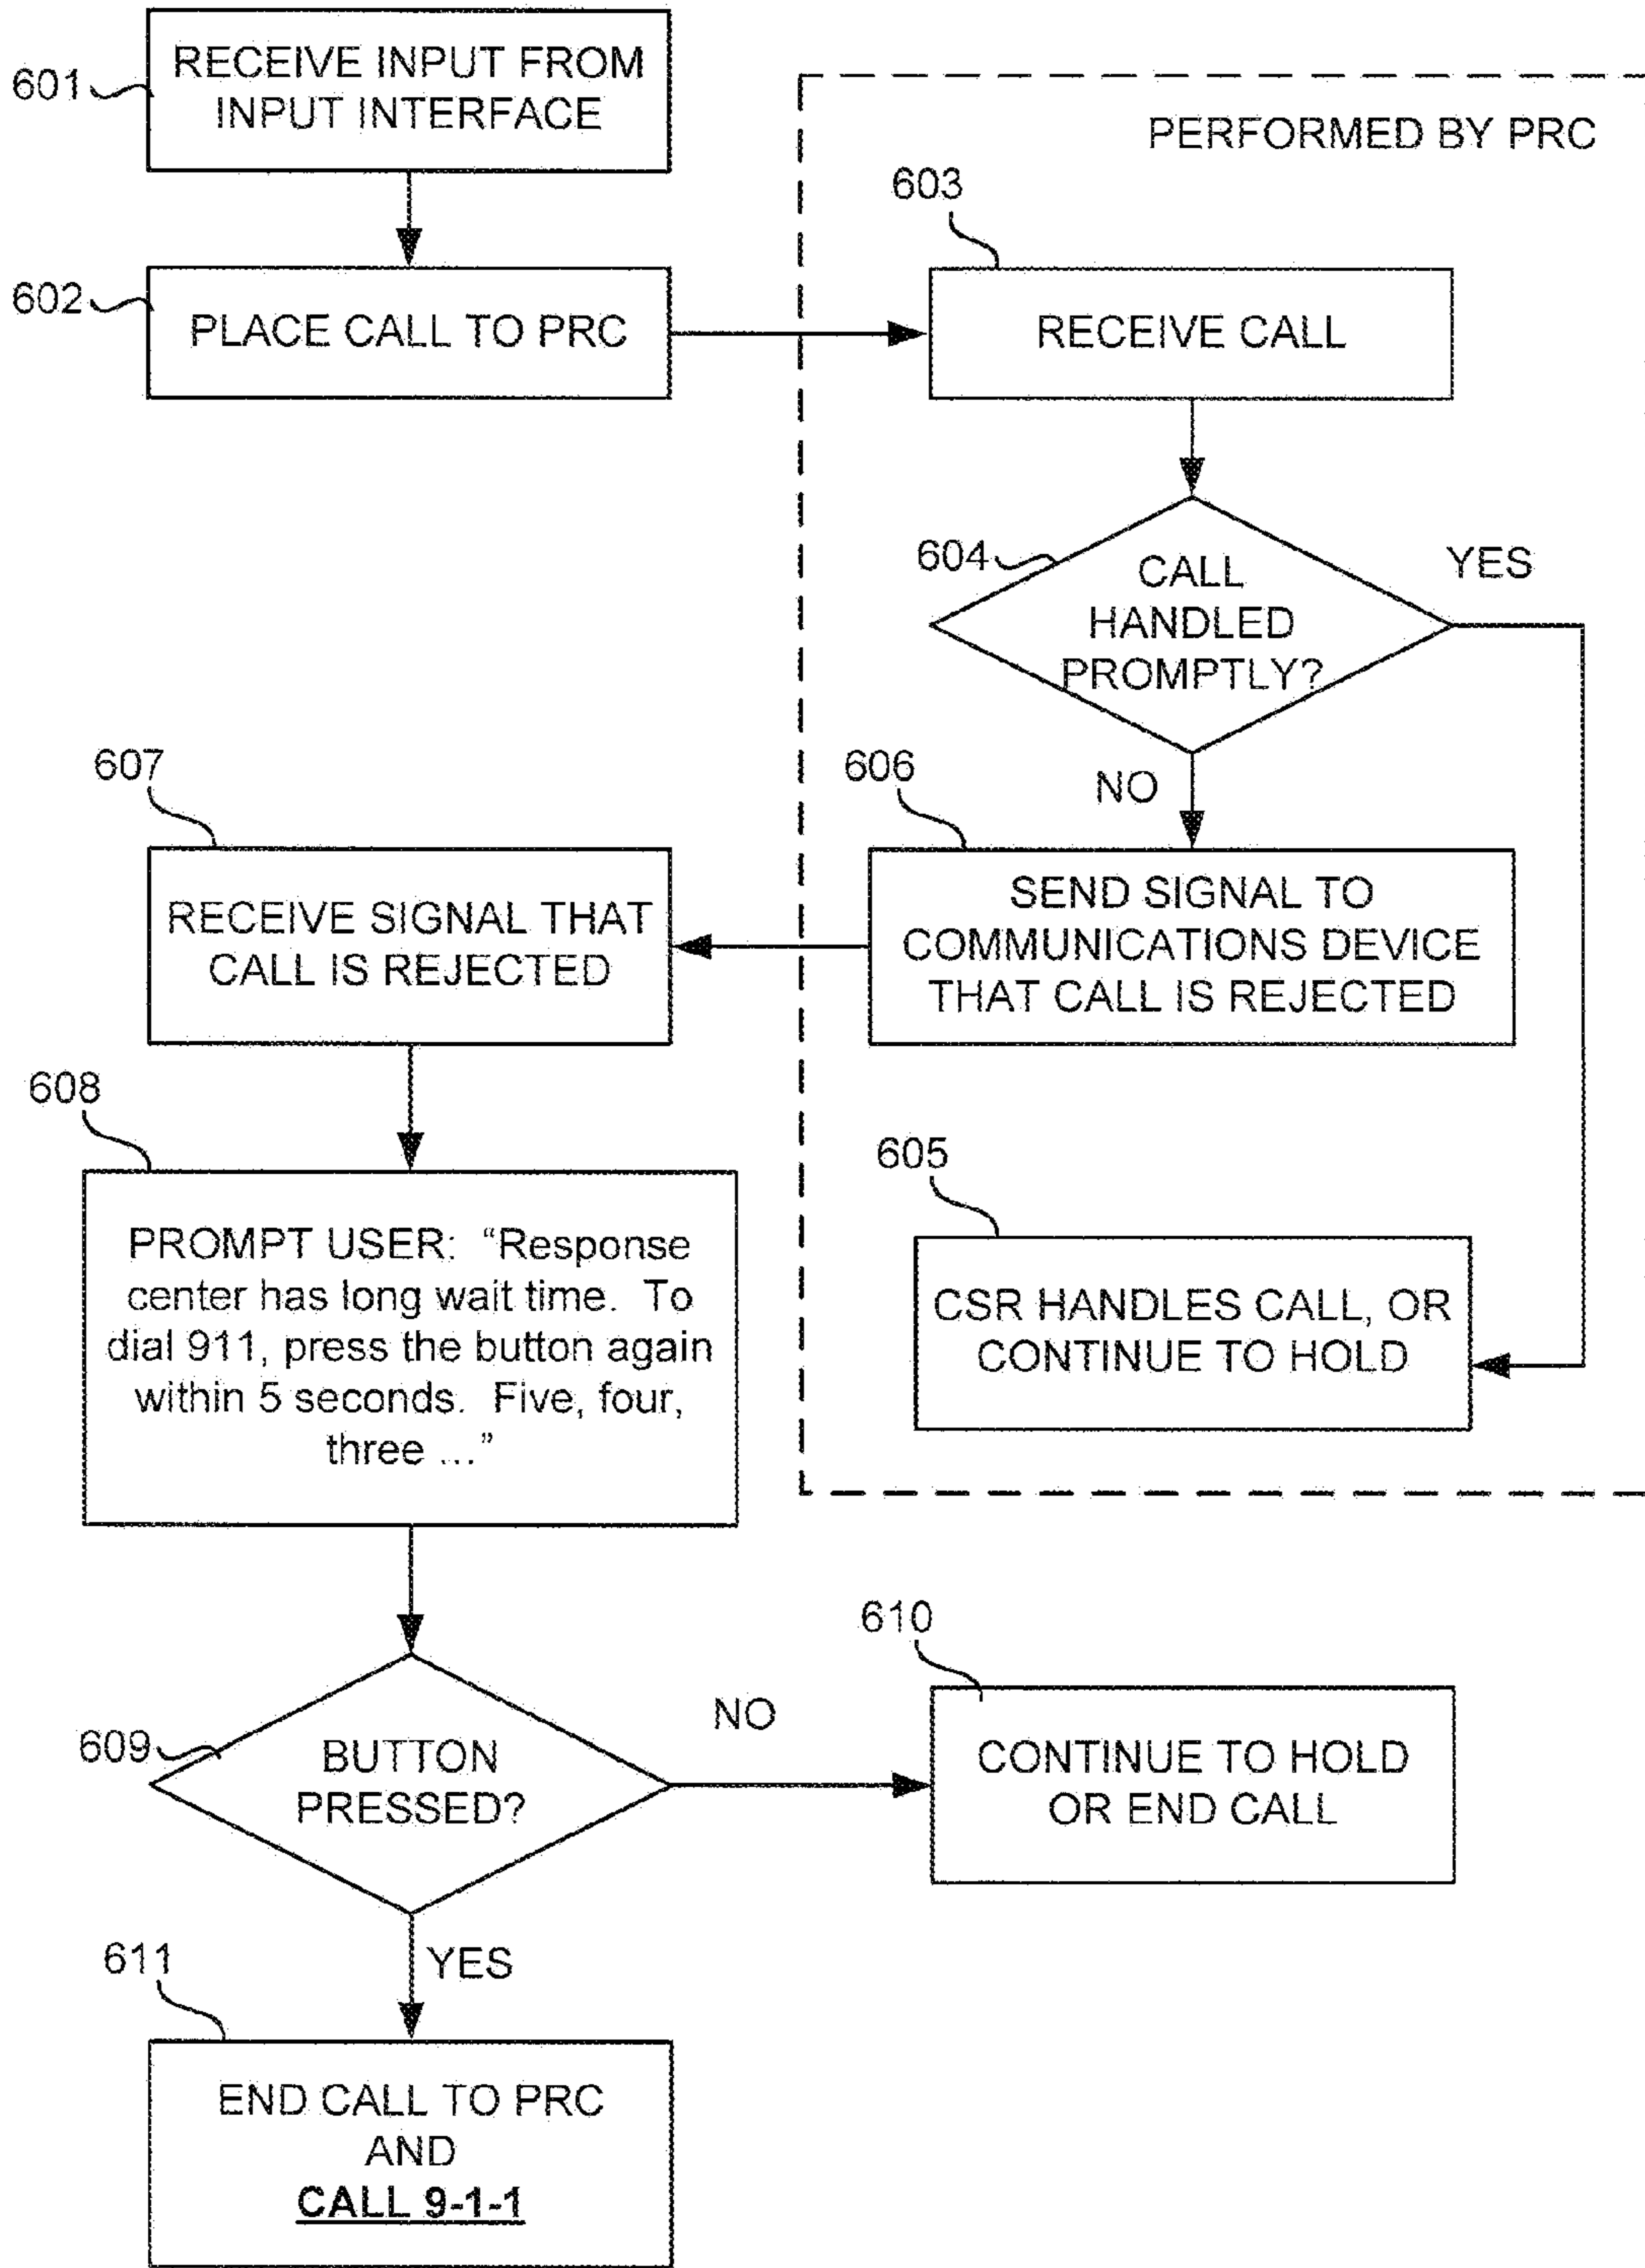 601
RECEIVE INPUT FROM
INPUT INTERFACE
PERFORMED BY PRC
602
PLACE CALL TO PRC
603
RECEIVE CALL
604
CALL
HANDLED
PROMPTLY?
YES
NO
606
SEND SIGNAL TO
COMMUNICATIONS DEVICE
THAT CALL IS REJECTED
607
RECEIVE SIGNAL THAT
CALL IS REJECTED
605
CSR HANDLES CALL, OR
CONTINUE TO HOLD
608
PROMPT USER: “Response
center has long wait time. To
dial 911, press the button again
within 5 seconds. Five, four,
three ...”
609
BUTTON
PRESSED?
NO
610
CONTINUE TO HOLD
OR END CALL
YES
611
END CALL TO PRC
AND
CALL 9-1-1